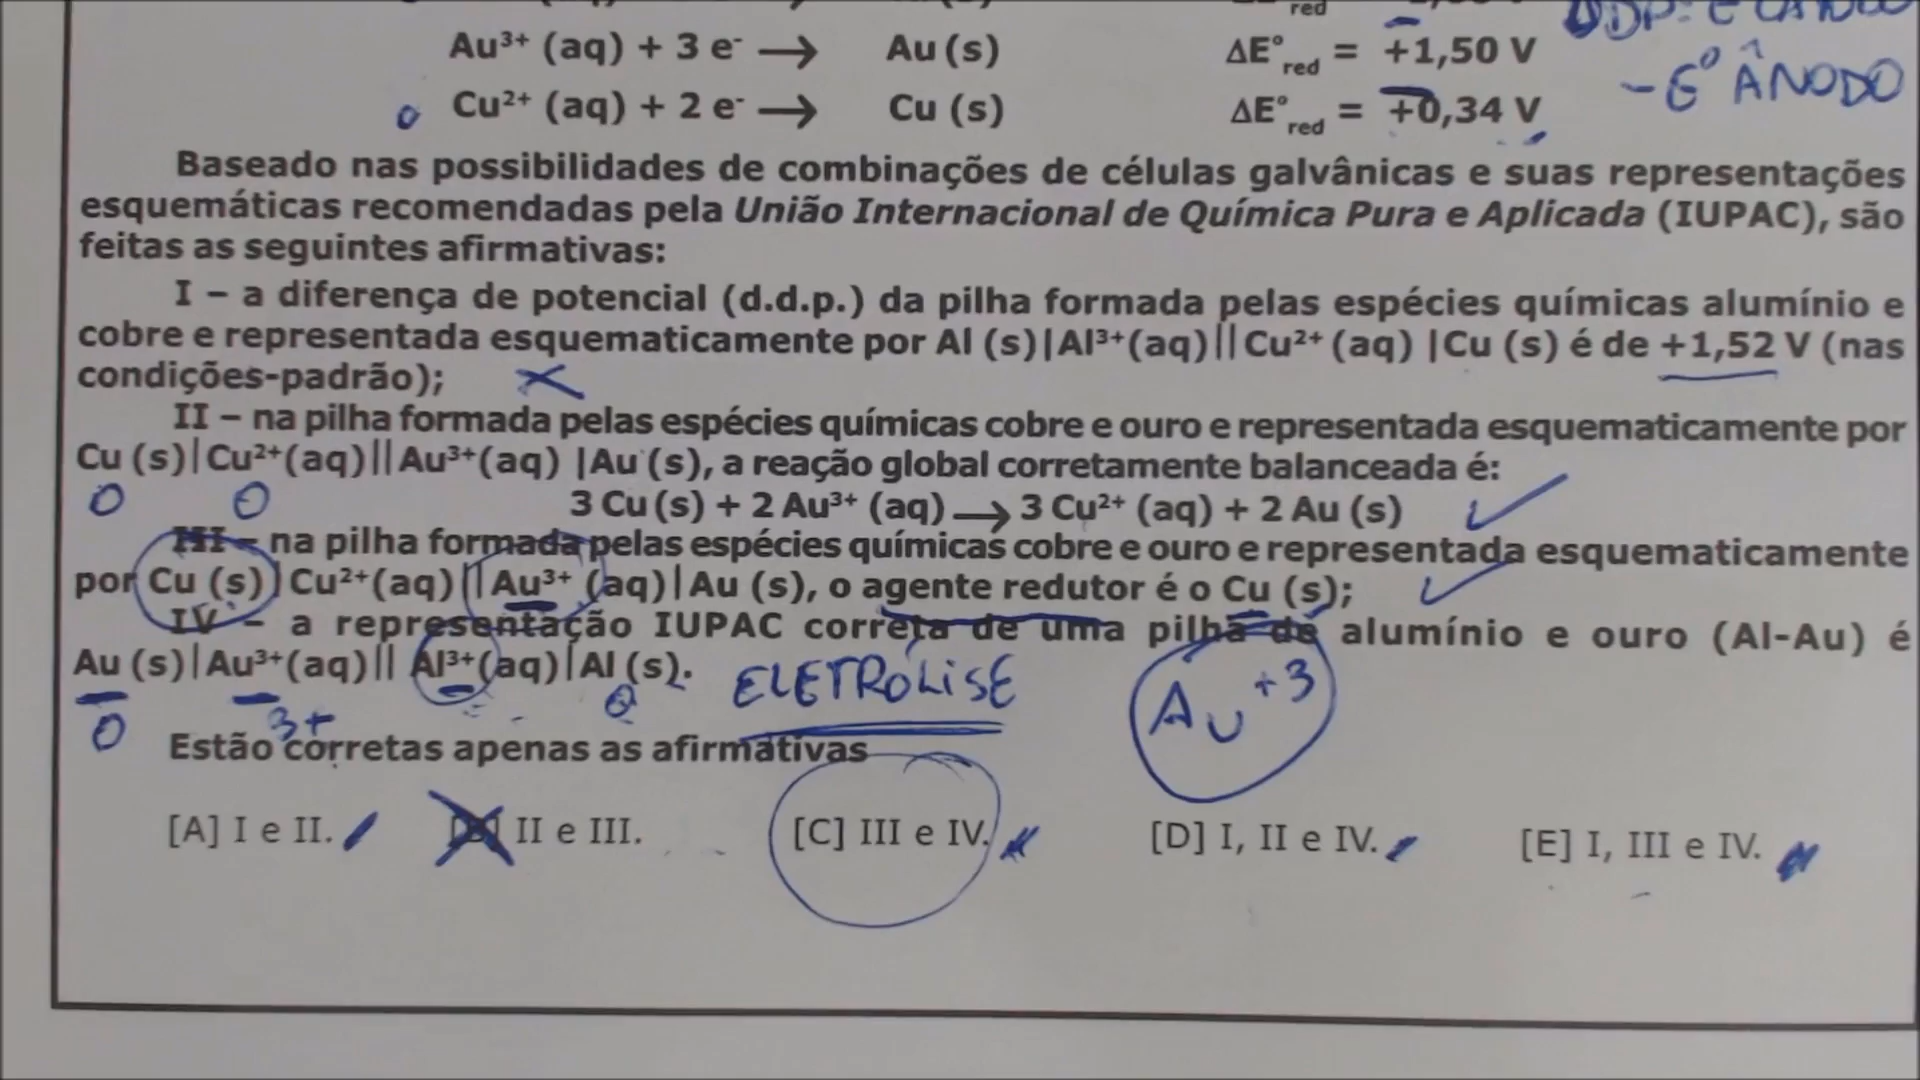 red
DDP: E
Au³⁺ (aq) + 3 e⁻ → Au (s) ΔE°red = +1,50 V
- E° ÂNODO
Cu²⁺ (aq) + 2 e⁻ → Cu (s) ΔE°red = +0,34 V
Baseado nas possibilidades de combinações de células galvânicas e suas representações
esquemáticas recomendadas pela União Internacional de Química Pura e Aplicada (IUPAC), são
feitas as seguintes afirmativas:
I – a diferença de potencial (d.d.p.) da pilha formada pelas espécies químicas alumínio e
cobre e representada esquematicamente por Al (s)|Al³⁺(aq)||Cu²⁺ (aq) |Cu (s) é de +1,52 V (nas
condições-padrão);
II – na pilha formada pelas espécies químicas cobre e ouro e representada esquematicamente por
Cu (s)|Cu²⁺(aq)||Au³⁺(aq) |Au (s), a reação global corretamente balanceada é:
3 Cu (s) + 2 Au³⁺ (aq) → 3 Cu²⁺ (aq) + 2 Au (s)
III – na pilha formada pelas espécies químicas cobre e ouro e representada esquematicamente
por Cu (s)|Cu²⁺(aq)||Au³⁺ (aq)|Au (s), o agente redutor é o Cu (s);
IV – a representação IUPAC correta de uma pilha de alumínio e ouro (Al-Au) é
Au (s)|Au³⁺(aq)|| Al³⁺(aq)|Al (s).
ELETRÓLISE
Au +3
0 3+
Estão corretas apenas as afirmativas
[A] I e II. [B] II e III. [C] III e IV. [D] I, II e IV. [E] I, III e IV.